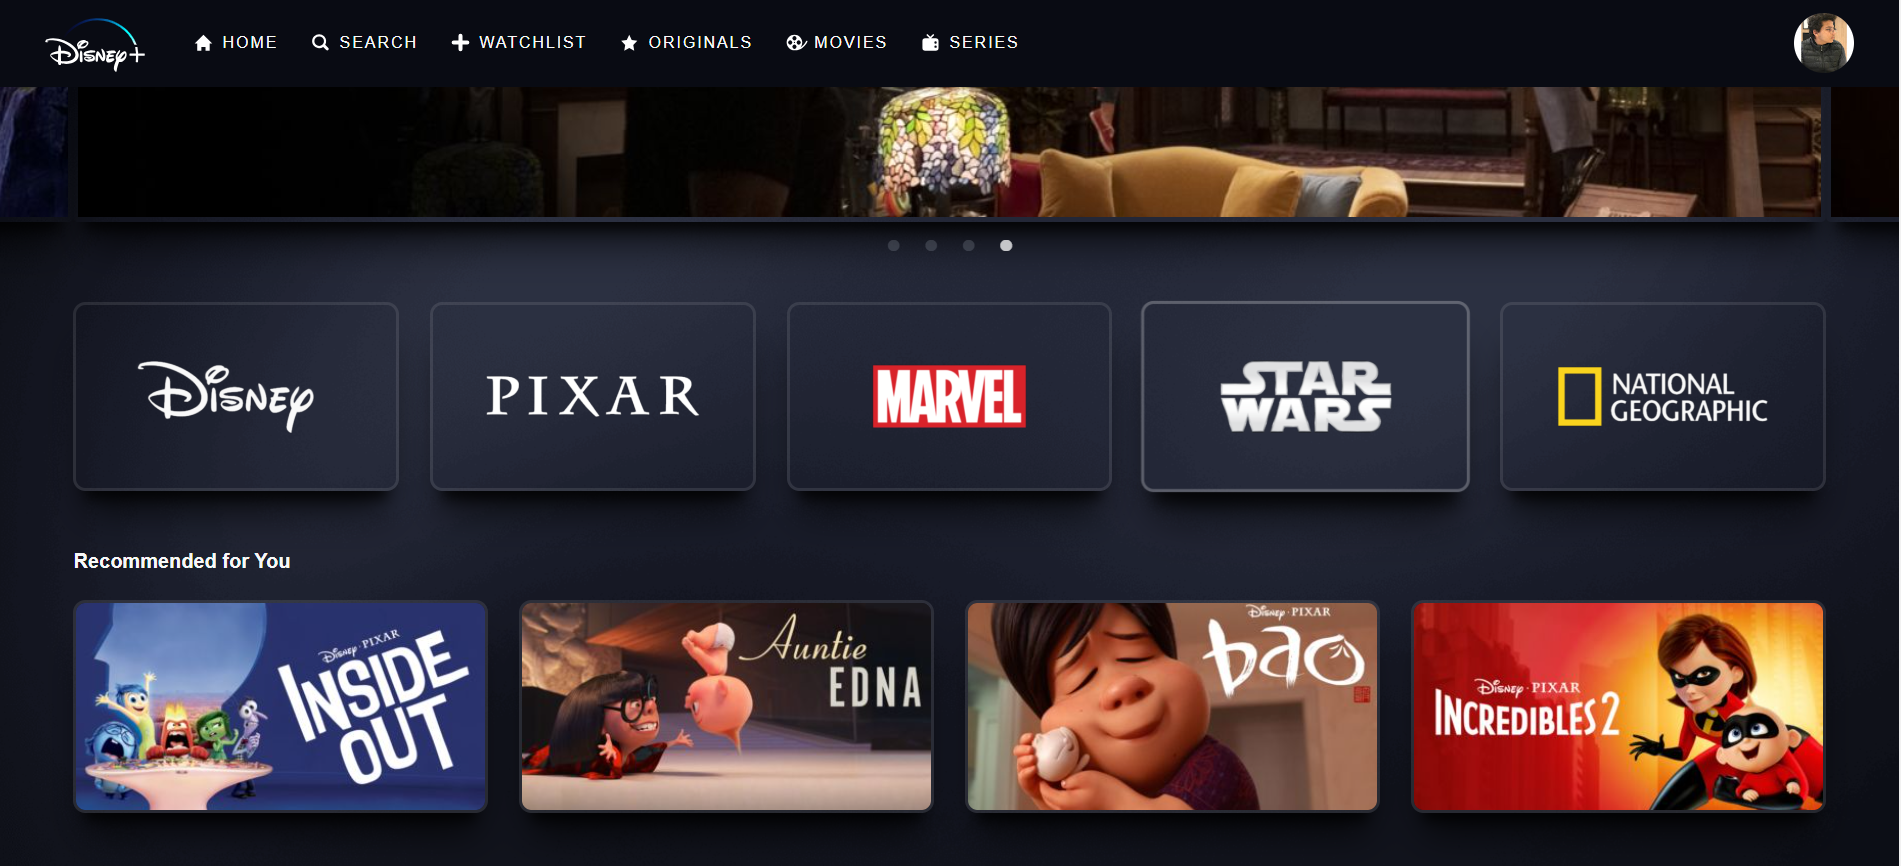 Disney+
HOME
SEARCH
WATCHLIST
ORIGINALS
MOVIES
SERIES
Disney
PIXAR
MARVEL
STAR
WARS
NATIONAL
GEOGRAPHIC
Recommended for You
Disney · PIXAR
INSIDE
OUT
Auntie
EDNA
Disney · PIXAR
bao
Disney · PIXAR
INCREDIBLES 2